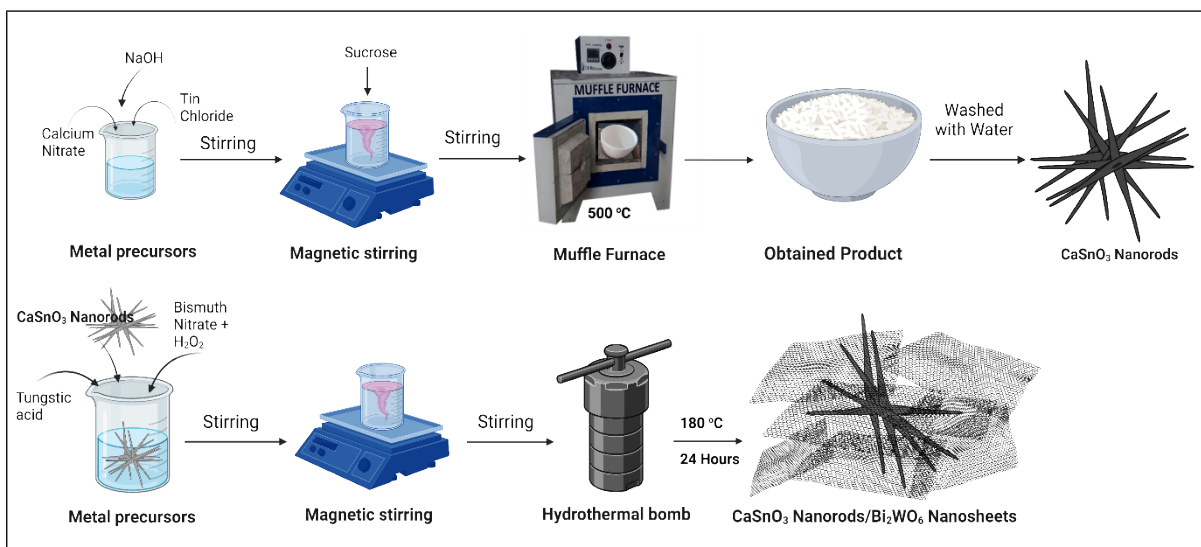 NaOH
Sucrose
Tin
Chloride
Calcium
Nitrate
Stirring
Stirring
MUFFLE FURNACE
500 ºC
Washed
with Water
Metal precursors
Magnetic stirring
Muffle Furnace
Obtained Product
CaSnO₃ Nanorods
CaSnO₃ Nanorods
Bismuth
Nitrate +
H₂O₂
Tungstic
acid
Stirring
Stirring
180 ºC
24 Hours
Metal precursors
Magnetic stirring
Hydrothermal bomb
CaSnO₃ Nanorods/Bi₂WO₆ Nanosheets